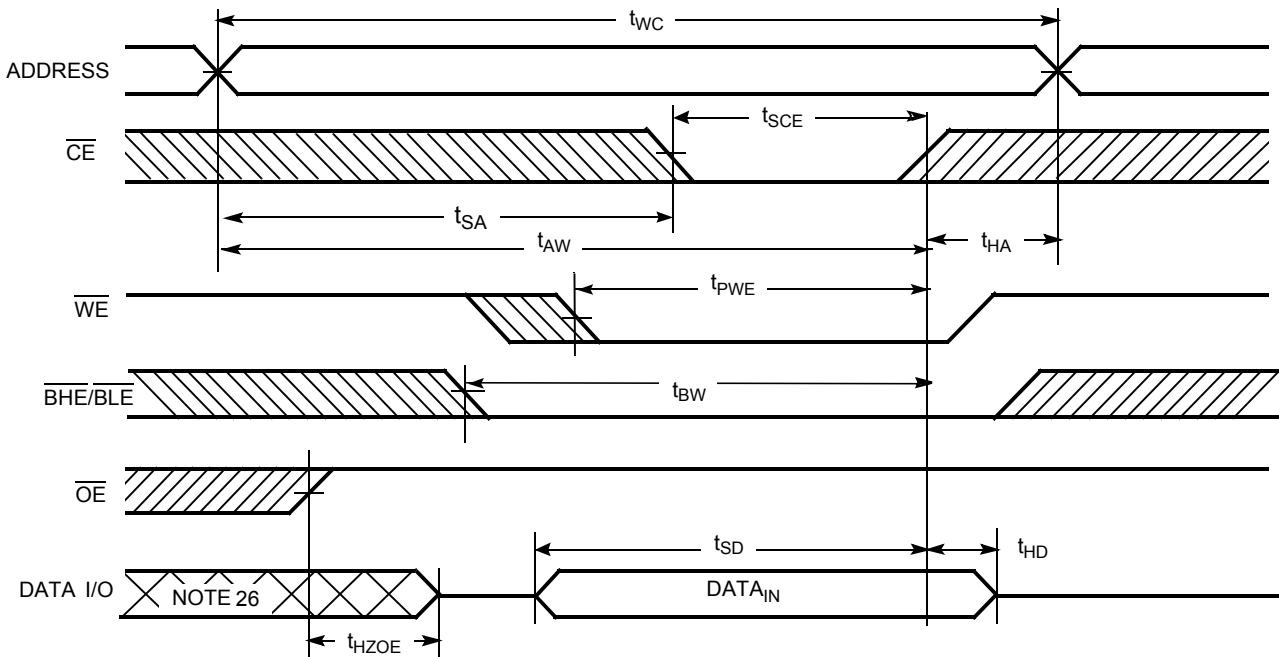 tWC
ADDRESS
tSCE
CE
tSA
tAW
tHA
tPWE
WE
tBW
BHE/BLE
OE
tSD
tHD
DATA I/O
NOTE 26
DATAIN
tHZOE